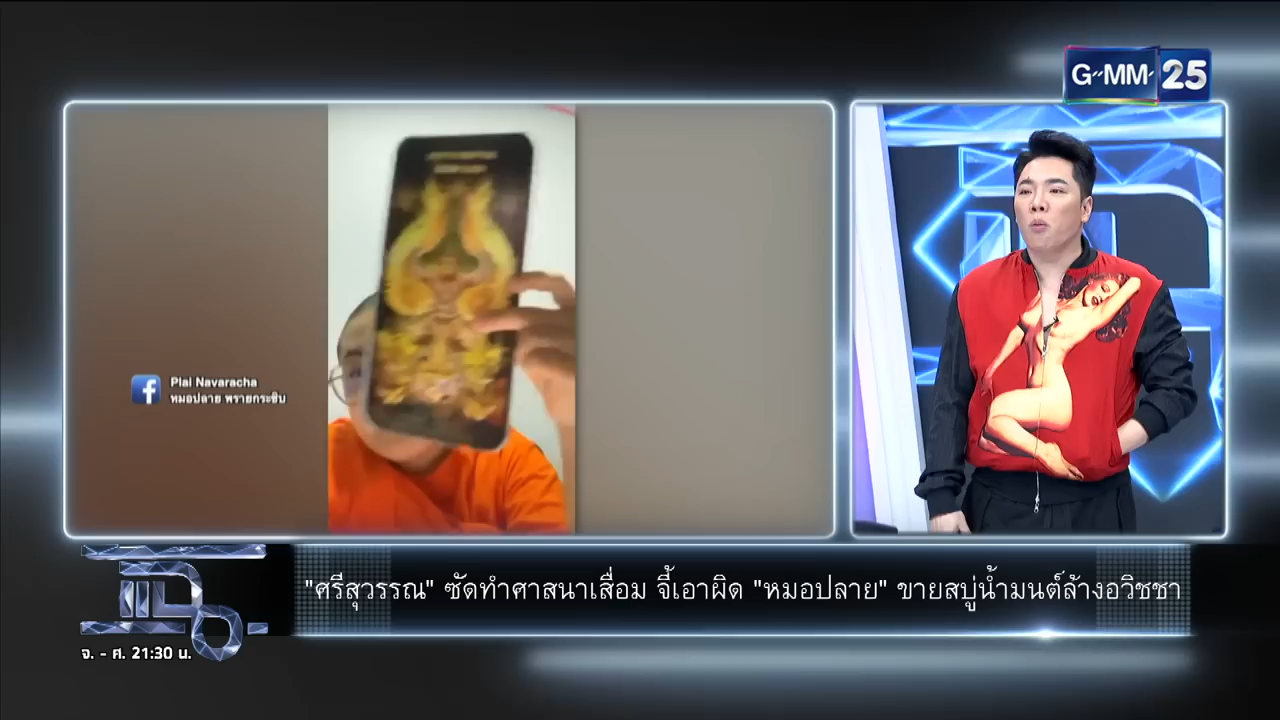 GMM 25
Plai Navaracha
หมอปลาย พรายกระซิบ
"ศรีสุวรรณ" ซัดทำศาสนาเสื่อม จี้เอาผิด "หมอปลาย" ขายสบู่น้ำมนต์ล้างอวิชชา
แฉ
จ. - ศ. 21:30 น.